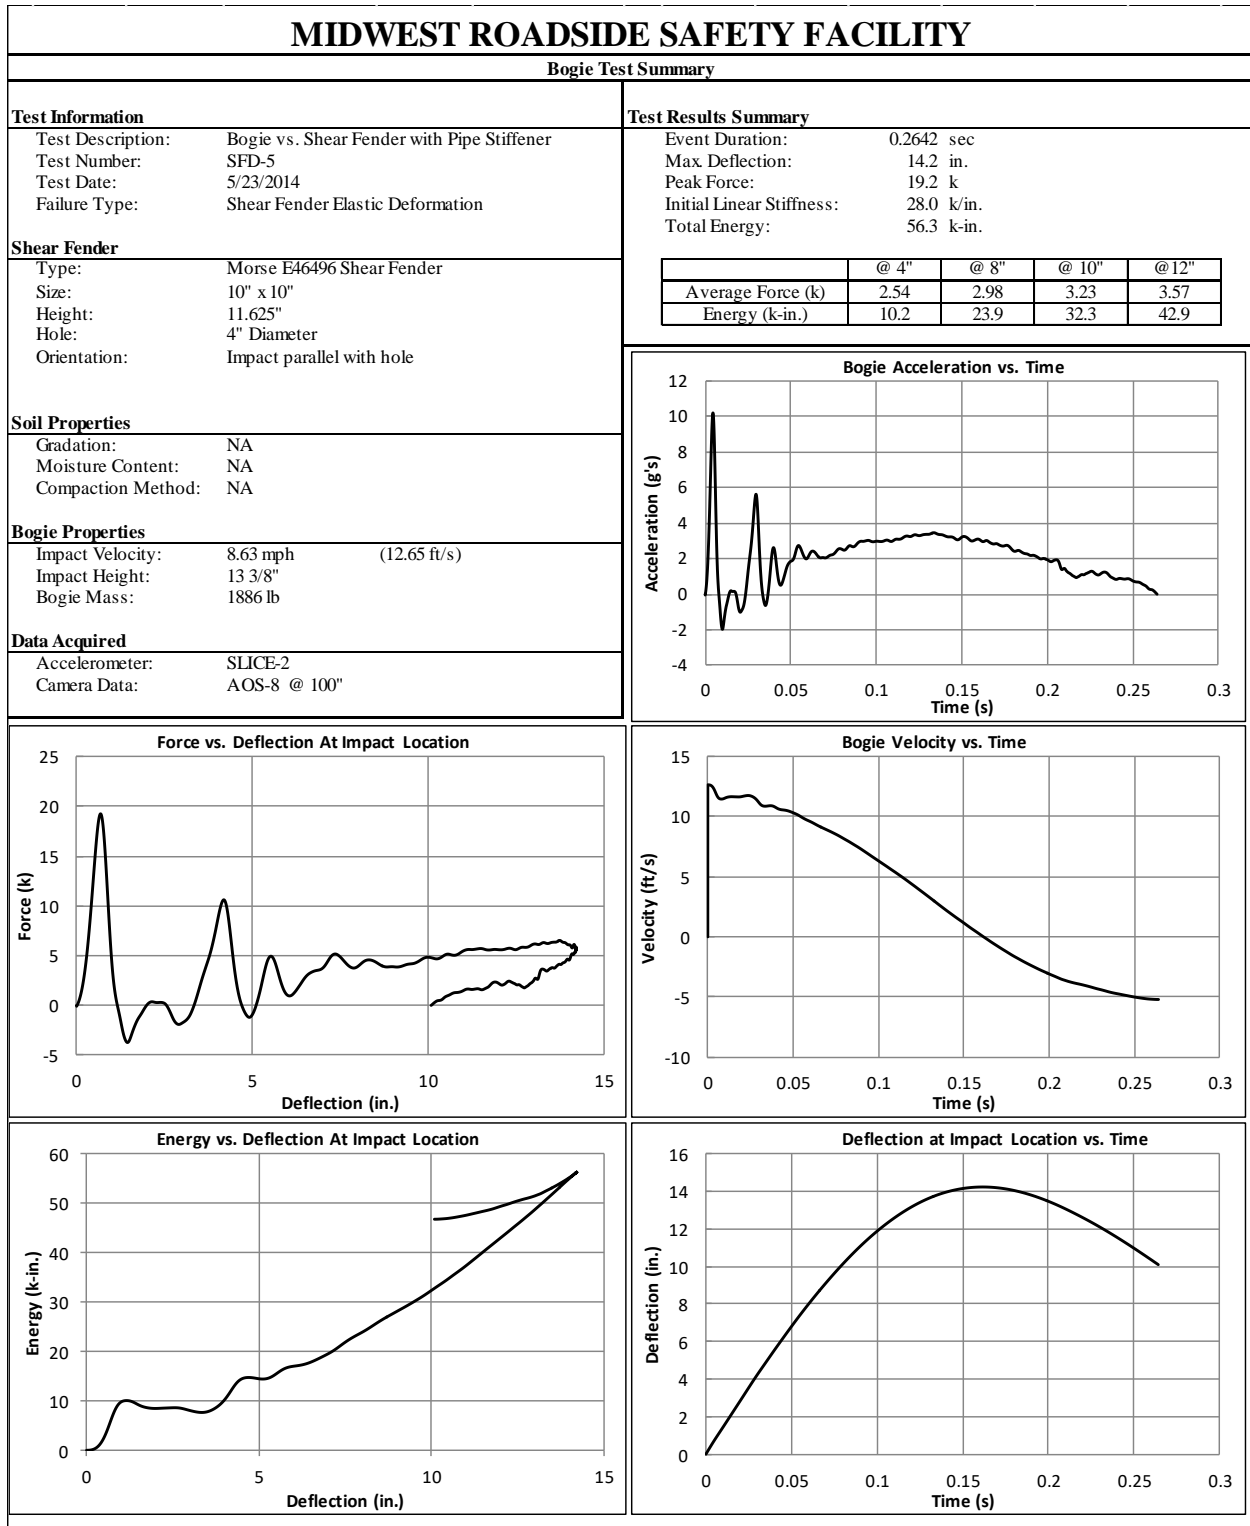 MIDWEST ROADSIDE SAFETY FACILITY
Bogie Test Summary
Test Information
Test Description: Bogie vs. Shear Fender with Pipe Stiffener
Test Number: SFD-5
Test Date: 5/23/2014
Failure Type: Shear Fender Elastic Deformation
Shear Fender
Type: Morse E46496 Shear Fender
Size: 10" x 10"
Height: 11.625"
Hole: 4" Diameter
Orientation: Impact parallel with hole
Soil Properties
Gradation: NA
Moisture Content: NA
Compaction Method: NA
Bogie Properties
Impact Velocity: 8.63 mph (12.65 ft/s)
Impact Height: 13 3/8"
Bogie Mass: 1886 lb
Data Acquired
Accelerometer: SLICE-2
Camera Data: AOS-8 @ 100"
Test Results Summary
Event Duration: 0.2642 sec
Max. Deflection: 14.2 in.
Peak Force: 19.2 k
Initial Linear Stiffness: 28.0 k/in.
Total Energy: 56.3 k-in.
@ 4" @ 8" @ 10" @12"
Average Force (k) 2.54 2.98 3.23 3.57
Energy (k-in.) 10.2 23.9 32.3 42.9
Bogie Acceleration vs. Time
Acceleration (g's)
12
10
8
6
4
2
0
-2
-4
0 0.05 0.1 0.15 0.2 0.25 0.3
Time (s)
Force vs. Deflection At Impact Location
Force (k)
25
20
15
10
5
0
-5
0 5 10 15
Deflection (in.)
Bogie Velocity vs. Time
Velocity (ft/s)
15
10
5
0
-5
-10
0 0.05 0.1 0.15 0.2 0.25 0.3
Time (s)
Energy vs. Deflection At Impact Location
Energy (k-in.)
60
50
40
30
20
10
0
0 5 10 15
Deflection (in.)
Deflection at Impact Location vs. Time
Deflection (in.)
16
14
12
10
8
6
4
2
0
0 0.05 0.1 0.15 0.2 0.25 0.3
Time (s)